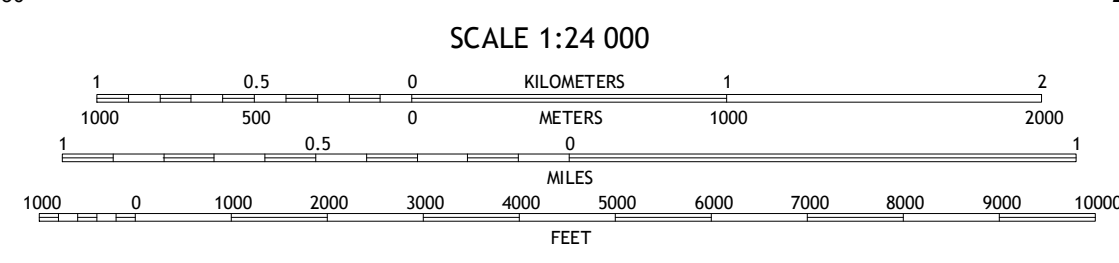 SCALE 1:24 000
1 0.5 0 KILOMETERS 1 2
1000 500 0 METERS 1000 2000
1 0.5 0 1
MILES
1000 0 1000 2000 3000 4000 5000 6000 7000 8000 9000 10000
FEET